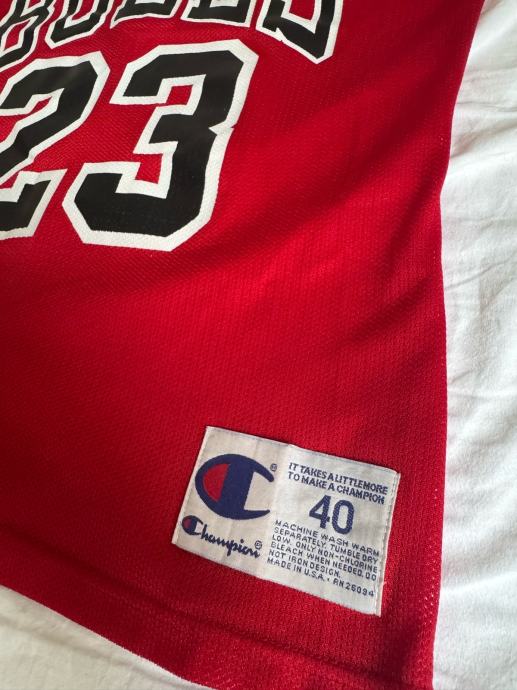 BULLS
23
IT TAKES A LITTLE MORE
TO MAKE A CHAMPION
40
Champion
MACHINE WASH WARM
SEPARATELY, TUMBLE DRY
LOW. ONLY NON-CHLORINE
BLEACH WHEN NEEDED. DO
NOT IRON DESIGN.
MADE IN U.S.A. • RN 26094